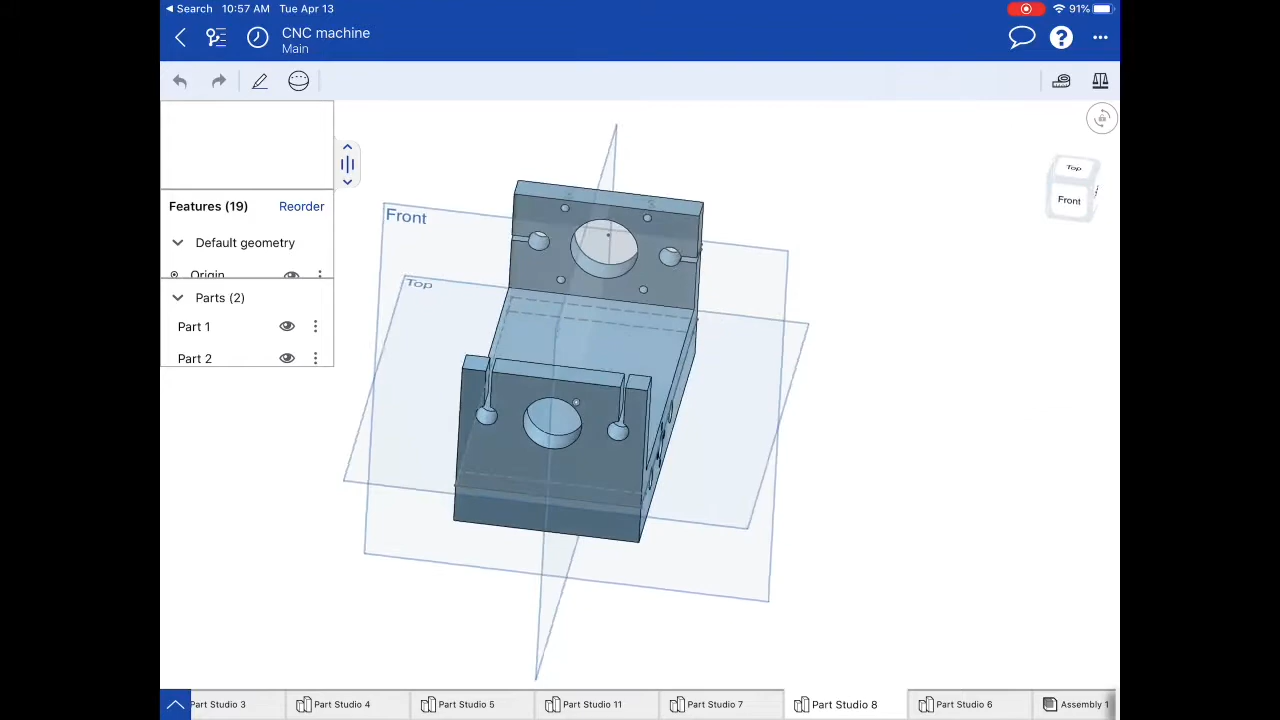 Search 10:57 AM Tue Apr 13 91%
CNC machine
Main
Features (19) Reorder
Default geometry
Origin
Parts (2)
Part 1
Part 2
Front
Top
Top
Front
Part Studio 3 Part Studio 4 Part Studio 5 Part Studio 11 Part Studio 7 Part Studio 8 Part Studio 6 Assembly 1